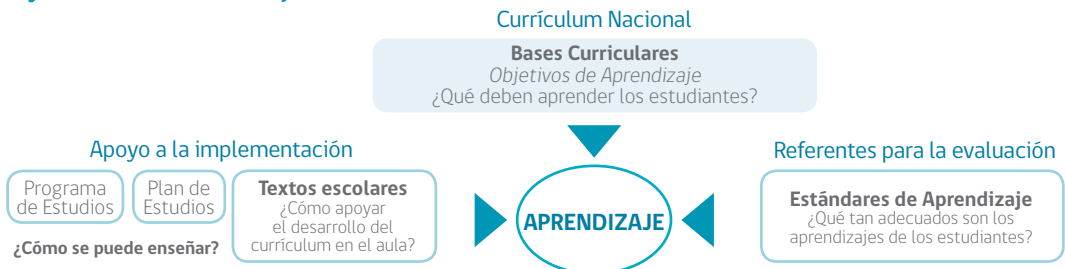 Currículum Nacional
Bases Curriculares
Objetivos de Aprendizaje
¿Qué deben aprender los estudiantes?
Apoyo a la implementación
Programa
de Estudios
Plan de
Estudios
¿Cómo se puede enseñar?
Textos escolares
¿Cómo apoyar
el desarrollo del
currículum en el aula?
APRENDIZAJE
Referentes para la evaluación
Estándares de Aprendizaje
¿Qué tan adecuados son los
aprendizajes de los estudiantes?